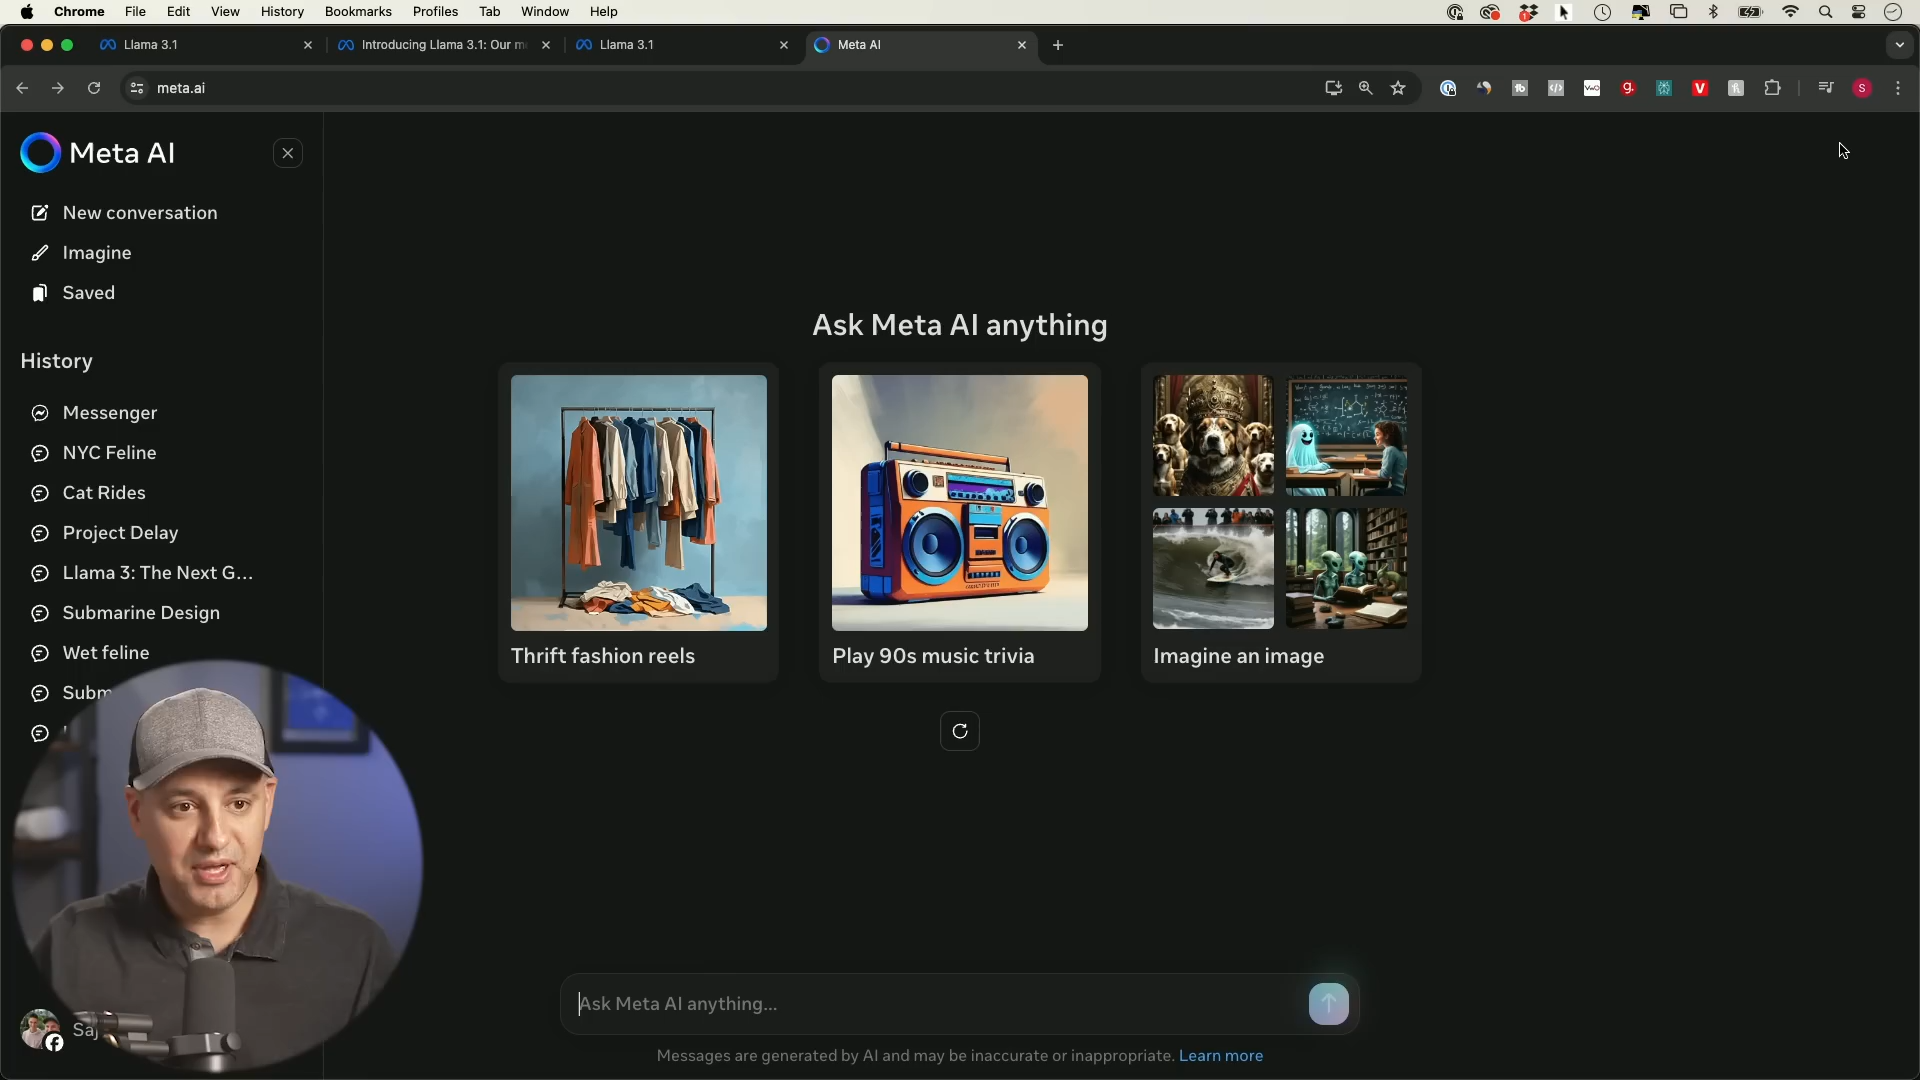 Chrome File Edit View History Bookmarks Profiles Tab Window Help
Llama 3.1
Introducing Llama 3.1: Our m
Llama 3.1
Meta AI
meta.ai
Meta AI
New conversation
Imagine
Saved
History
Messenger
NYC Feline
Cat Rides
Project Delay
Llama 3: The Next G...
Submarine Design
Wet feline
Subm
Ask Meta AI anything
Thrift fashion reels
Play 90s music trivia
Imagine an image
Ask Meta AI anything...
Messages are generated by AI and may be inaccurate or inappropriate. Learn more